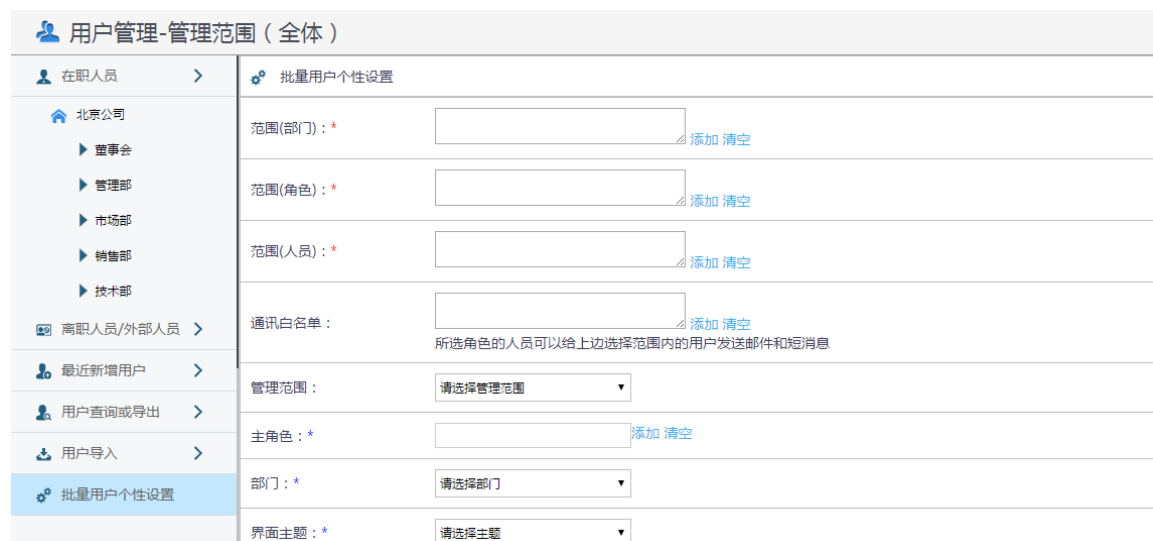 用户管理-管理范围（全体）
在职人员
北京公司
董事会
管理部
市场部
销售部
技术部
离职人员/外部人员
最近新增用户
用户查询或导出
用户导入
批量用户个性设置
批量用户个性设置
范围(部门)：*
添加 清空
范围(角色)：*
添加 清空
范围(人员)：*
添加 清空
通讯白名单：
添加 清空
所选角色的人员可以给上边选择范围内的用户发送邮件和短消息
管理范围：
请选择管理范围
主角色：*
添加 清空
部门：*
请选择部门
界面主题：*
请选择主题